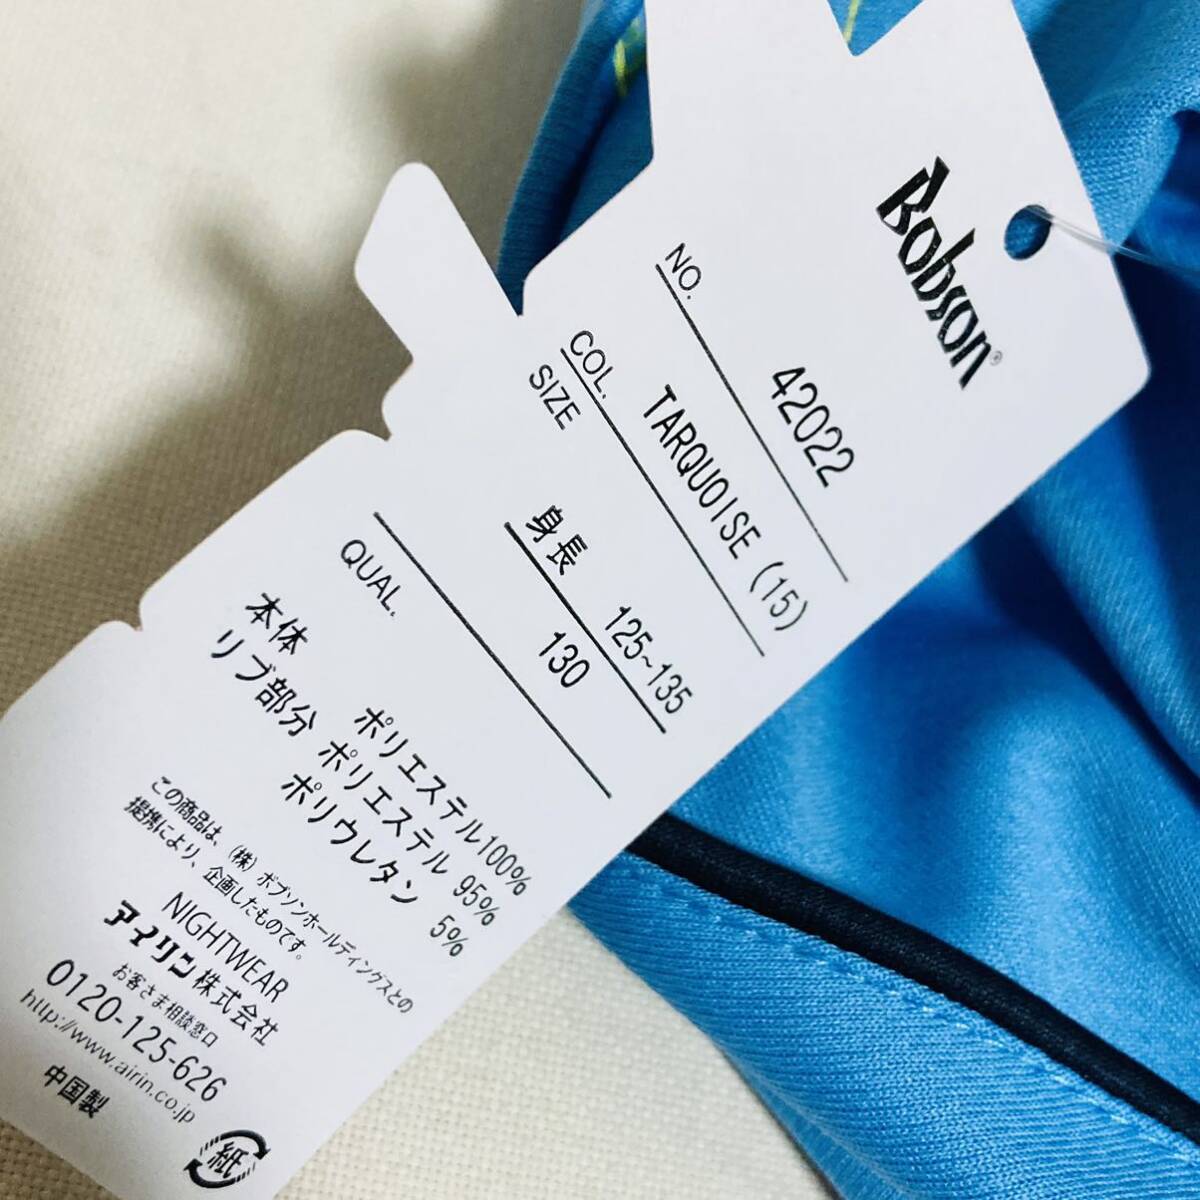 Bobson®
NO.
42022
COL.
TARQUOISE (15)
SIZE
身長 125~135
130
QUAL.
本体 ポリエステル100%
リブ部分 ポリエステル 95%
ポリウレタン 5%
この商品は、(株)ボブソンホールディングスとの
提携により、企画したものです。
NIGHTWEAR
アイリン株式会社
お客さま相談窓口
0120-125-626
http://www.airin.co.jp
中国製
紙